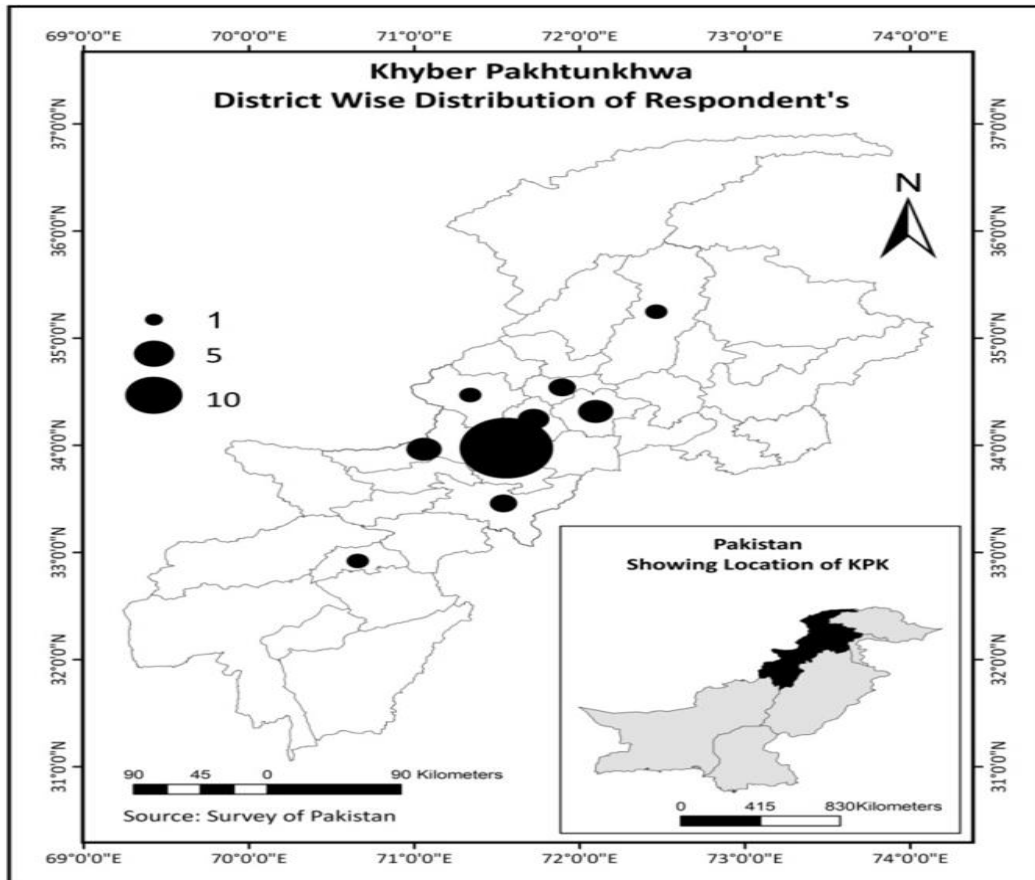 69°0'0"E 70°0'0"E 71°0'0"E 72°0'0"E 73°0'0"E 74°0'0"E
Khyber Pakhtunkhwa
District Wise Distribution of Respondent's
37°0'0"N 37°0'0"N
N
36°0'0"N 36°0'0"N
1
35°0'0"N 35°0'0"N
5
10
34°0'0"N 34°0'0"N
33°0'0"N 33°0'0"N
Pakistan
Showing Location of KPK
32°0'0"N 32°0'0"N
31°0'0"N 31°0'0"N
90 45 0 90 Kilometers
Source: Survey of Pakistan
0 415 830Kilometers
69°0'0"E 70°0'0"E 71°0'0"E 72°0'0"E 73°0'0"E 74°0'0"E